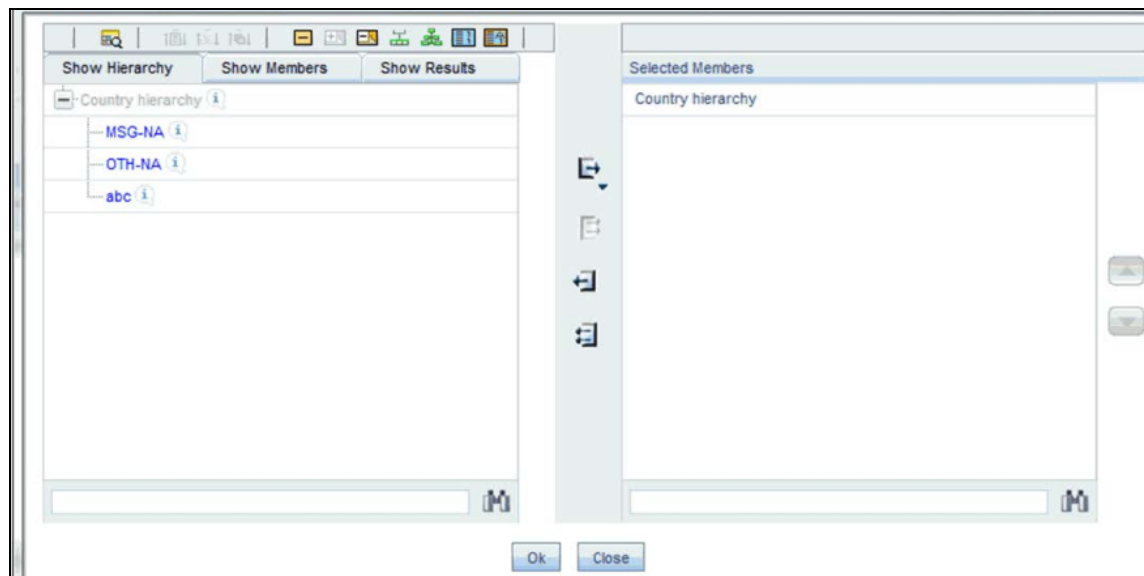 Show Hierarchy Show Members Show Results
Country hierarchy
MSG-NA
OTH-NA
abc
Selected Members
Country hierarchy
Ok Close